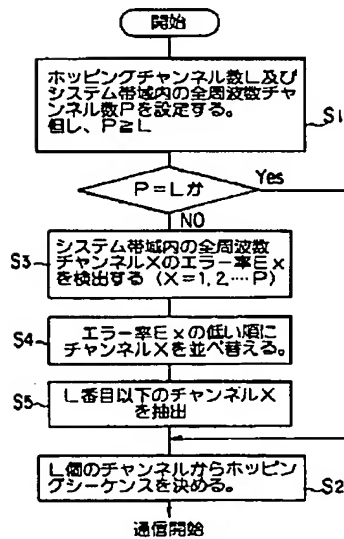 開始
ホッピングチャンネル数L及び
システム帯域内の全周波数チャ
ンネル数Pを設定する。
但し、P≧L
S1
P=Lか
Yes
NO
システム帯域内の全周波数
チャンネルXのエラー率Ex
を検出する (X=1,2,…P)
S3
エラー率Exの低い順に
チャンネルXを並べ替える。
S4
L番目以下のチャンネルX
を抽出
S5
L個のチャンネルからホッピン
グシーケンスを決める。
S2
通信開始